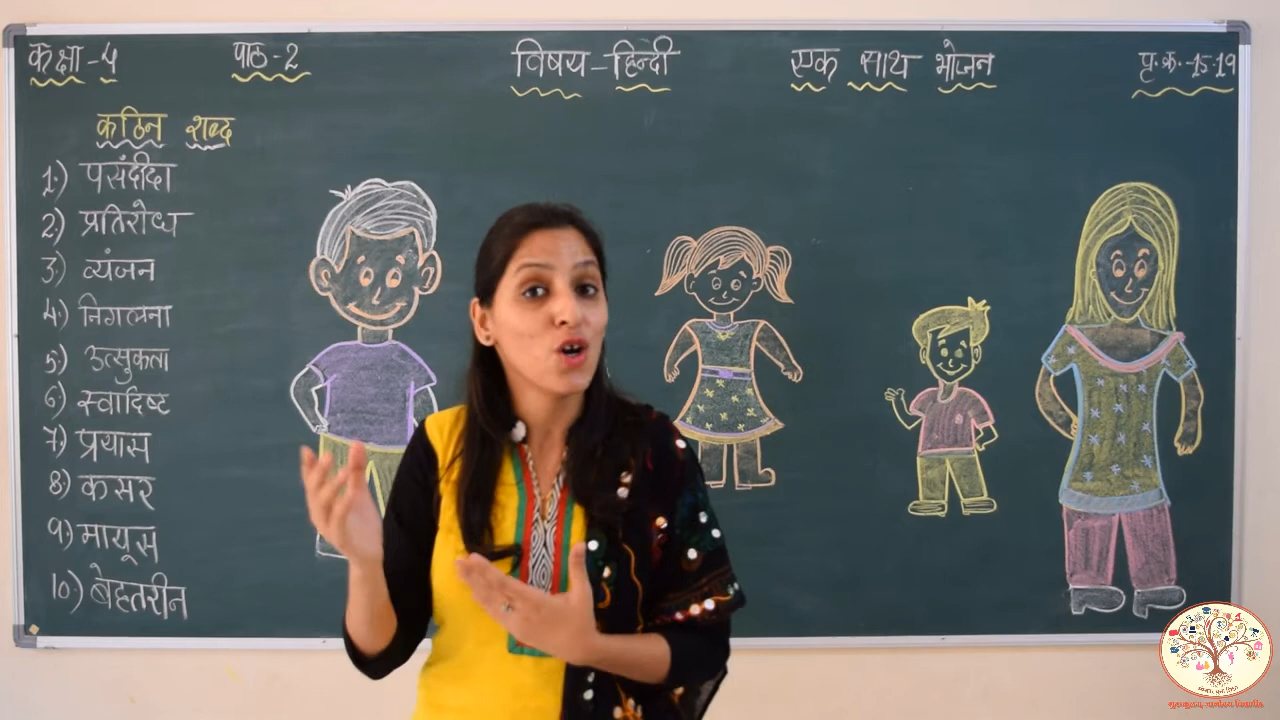 कक्षा-4 पाठ-2 विषय-हिन्दी एक साथ भोजन पृ.क्र.-15-19
कठिन शब्द
1.) पसंदीदा
2.) प्रतिरोध
3.) व्यंजन
4.) निगलना
5.) उत्सुकता
6.) स्वादिष्ट
7.) प्रयास
8.) कसर
9.) मायूस
10.) बेहतरीन